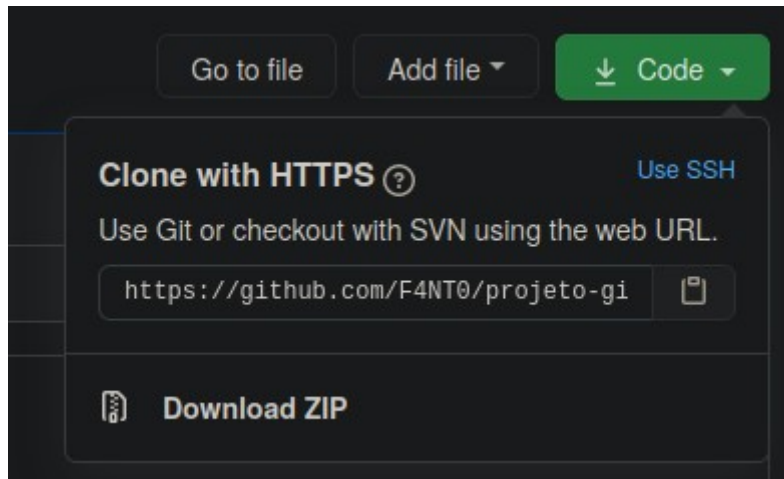 Go to file Add file Code
Clone with HTTPS ? Use SSH
Use Git or checkout with SVN using the web URL.
https://github.com/F4NT0/projeto-gi
Download ZIP